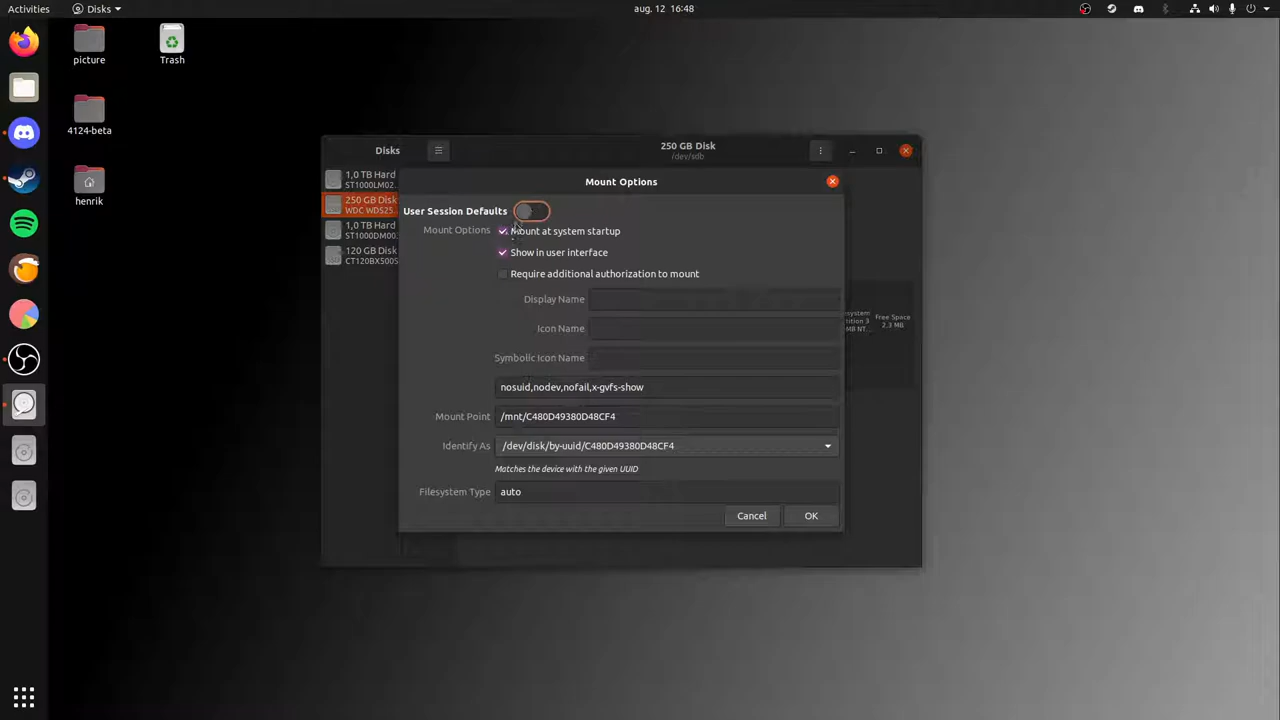 Activities
Disks
aug. 12 16:48
picture
Trash
4124-beta
henrik
Disks
250 GB Disk
/dev/sdb
1,0 TB Hard
ST1000LM02...
250 GB Disk
WDC WDS25...
1,0 TB Hard
ST1000DM00...
120 GB Disk
CT120BX500S
Mount Options
User Session Defaults
Mount Options
Mount at system startup
Show in user interface
Require additional authorization to mount
Display Name
Icon Name
Symbolic Icon Name
nosuid,nodev,nofail,x-gvfs-show
Mount Point
/mnt/C480D49380D48CF4
Identify As
/dev/disk/by-uuid/C480D49380D48CF4
Matches the device with the given UUID
Filesystem Type
auto
Cancel
OK
Free Space
2,3 MB